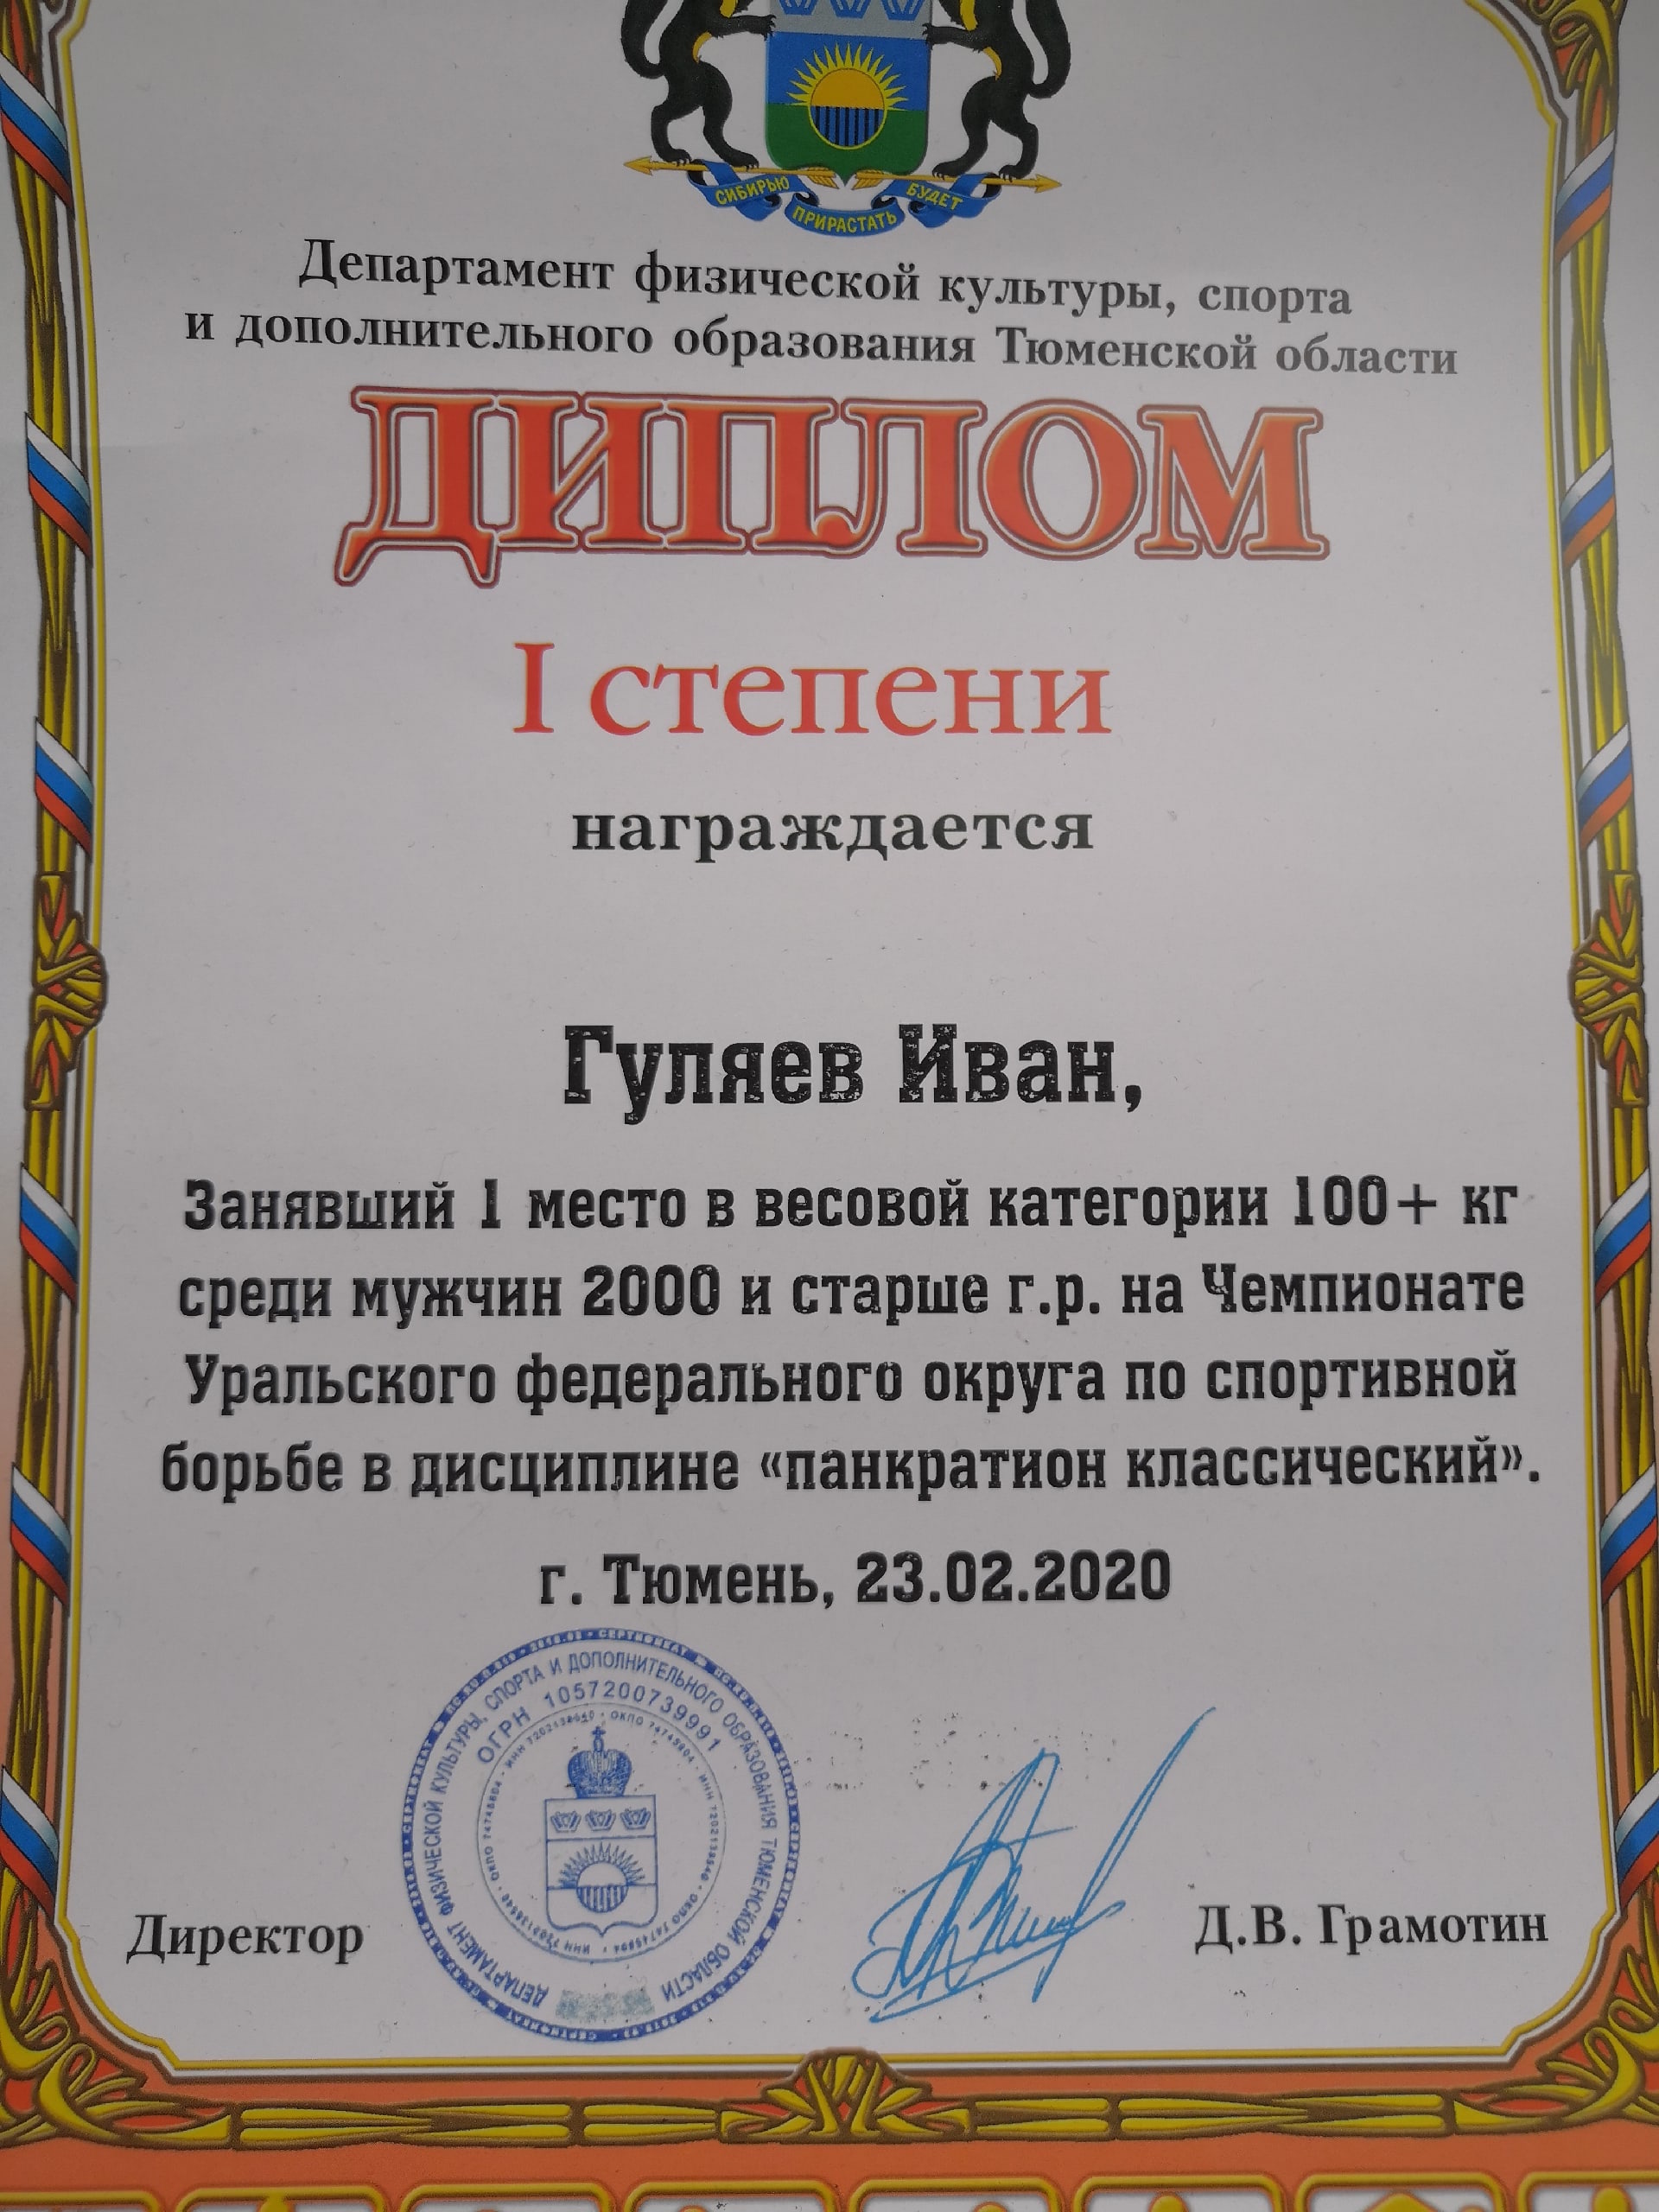 СИБИРЬЮ ПРИРАСТАТЬ БУДЕТ
Департамент физической культуры, спорта
и дополнительного образования Тюменской области
ДИПЛОМ
I степени
награждается
Гуляев Иван,
Занявший 1 место в весовой категории 100+ кг
среди мужчин 2000 и старше г.р. на Чемпионате
Уральского федерального округа по спортивной
борьбе в дисциплине «панкратион классический».
г. Тюмень, 23.02.2020
ДЕПАРТАМЕНТ ФИЗИЧЕСКОЙ КУЛЬТУРЫ, СПОРТА И ДОПОЛНИТЕЛЬНОГО ОБРАЗОВАНИЯ ТЮМЕНСКОЙ ОБЛАСТИ
ОГРН 1057200739991
Директор
Д.В. Грамотин